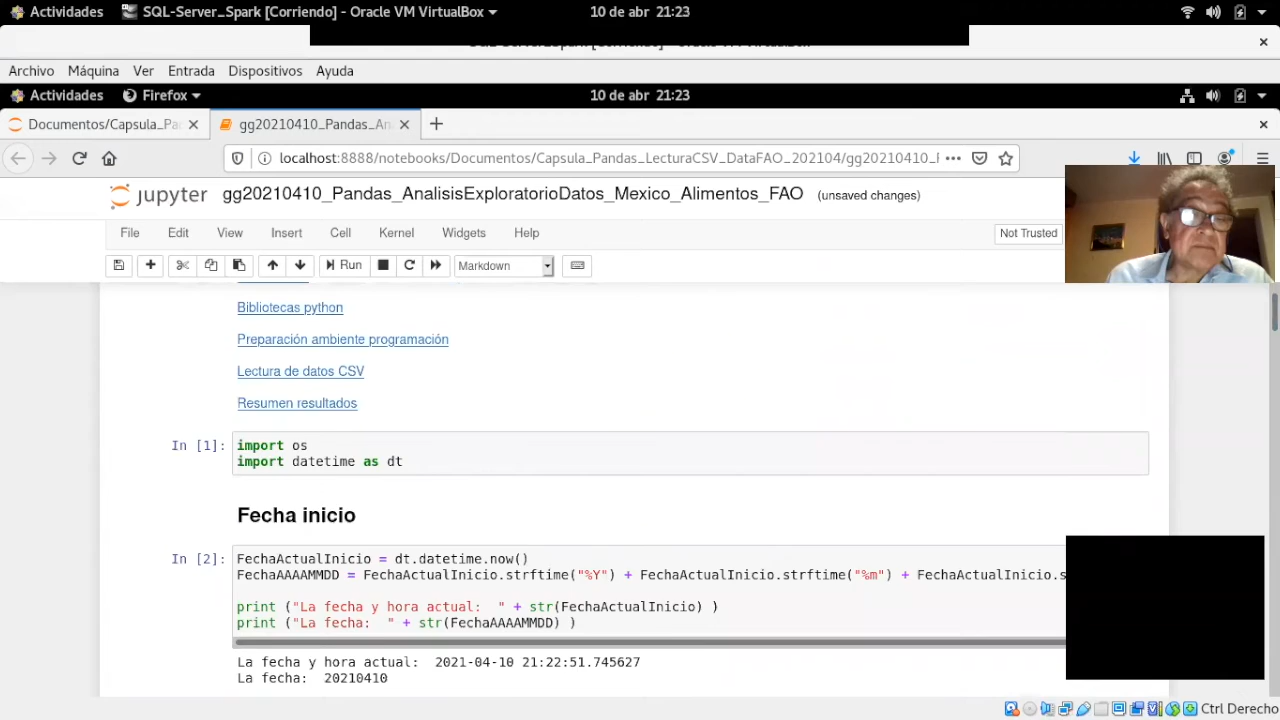 Actividades SQL-Server_Spark [Corriendo] - Oracle VM VirtualBox 10 de abr 21:23
Archivo Máquina Ver Entrada Dispositivos Ayuda
Actividades Firefox 10 de abr 21:23
Documentos/Capsula_Pa gg20210410_Pandas_An
localhost:8888/notebooks/Documentos/Capsula_Pandas_LecturaCSV_DataFAO_202104/gg20210410_
jupyter gg20210410_Pandas_AnalisisExploratorioDatos_Mexico_Alimentos_FAO (unsaved changes)
File Edit View Insert Cell Kernel Widgets Help Not Trusted
Run Markdown
Bibliotecas python
Preparación ambiente programación
Lectura de datos CSV
Resumen resultados
In [1]: import os
import datetime as dt
Fecha inicio
In [2]: FechaActualInicio = dt.datetime.now()
FechaAAAAMMDD = FechaActualInicio.strftime("%Y") + FechaActualInicio.strftime("%m") + FechaActualInicio.s
print ("La fecha y hora actual:  " + str(FechaActualInicio) )
print ("La fecha:  " + str(FechaAAAAMMDD) )
La fecha y hora actual:  2021-04-10 21:22:51.745627
La fecha:  20210410
Ctrl Derecho